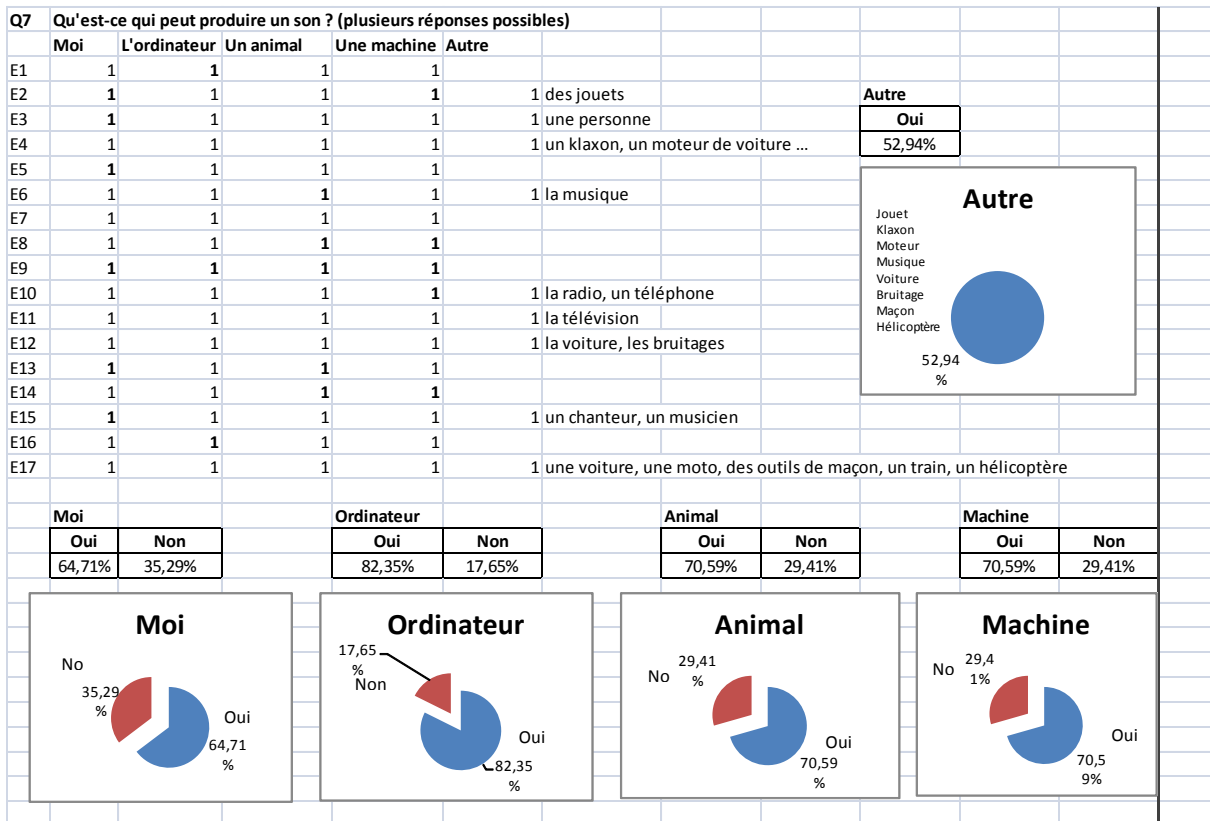 Q7 Qu'est-ce qui peut produire un son ? (plusieurs réponses possibles)
Moi L'ordinateur Un animal Une machine Autre
E1 1 1 1 1
E2 1 1 1 1 1 des jouets
E3 1 1 1 1 1 une personne
E4 1 1 1 1 1 un klaxon, un moteur de voiture ...
E5 1 1 1 1
E6 1 1 1 1 1 la musique
E7 1 1 1 1
E8 1 1 1 1
E9 1 1 1 1
E10 1 1 1 1 1 la radio, un téléphone
E11 1 1 1 1 1 la télévision
E12 1 1 1 1 1 la voiture, les bruitages
E13 1 1 1 1
E14 1 1 1 1
E15 1 1 1 1 1 un chanteur, un musicien
E16 1 1 1 1
E17 1 1 1 1 1 une voiture, une moto, des outils de maçon, un train, un hélicoptère
Autre
Oui
52,94%
Autre
Jouet
Klaxon
Moteur
Musique
Voiture
Bruitage
Maçon
Hélicoptère
52,94
%
Moi Ordinateur Animal Machine
Oui Non Oui Non Oui Non Oui Non
64,71% 35,29% 82,35% 17,65% 70,59% 29,41% 70,59% 29,41%
Moi
No
35,29
%
Oui
64,71
%
Ordinateur
17,65
%
Non
Oui
82,35
%
Animal
No
29,41
%
Oui
70,59
%
Machine
No
29,4
1%
Oui
70,5
9%